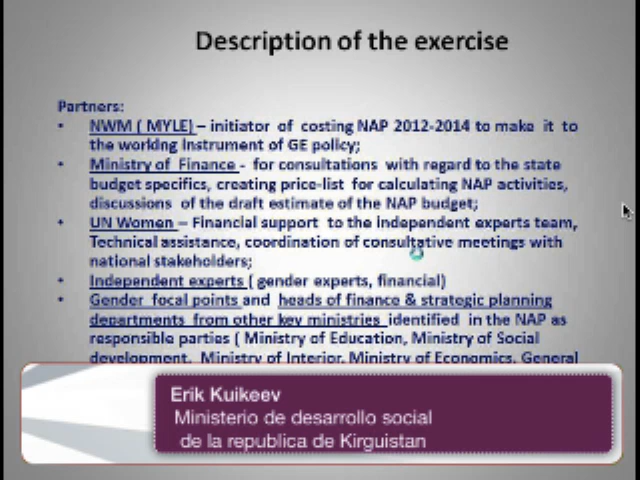 Description of the exercise
Partners:
• NWM ( MYLE) – initiator of costing NAP 2012-2014 to make it to
the working Instrument of GE policy;
• Ministry of Finance - for consultations with regard to the state
budget specifics, creating price-list for calculating NAP activities,
discussions of the draft estimate of the NAP budget;
• UN Women – Financial support to the independent experts team,
Technical assistance, coordination of consultative meetings with
national stakeholders;
• Independent experts ( gender experts, financial)
• Gender focal points and heads of finance & strategic planning
departments from other key ministries identified in the NAP as
responsible parties ( Ministry of Education, Ministry of Social
development, Ministry of Interior, Ministry of Economics, General
Erik Kuikeev
Ministerio de desarrollo social
de la republica de Kirguistan